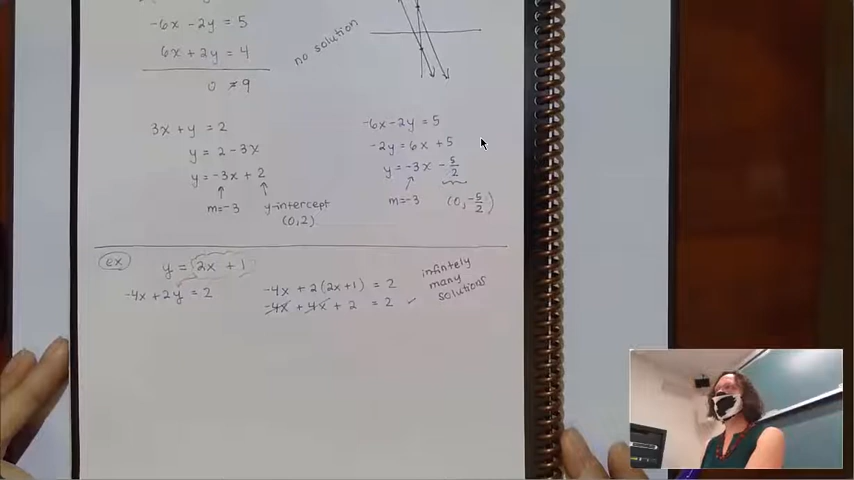 -6x -2y = 5
6x + 2y = 4
0 ≠ 9
no solution
3x + y = 2
y = 2 - 3x
y = -3x + 2
m=-3
y-intercept
(0,2)
-6x-2y = 5
-2y = 6x + 5
y = -3x - 5/2
m=-3
(0, -5/2)
ex
y = 2x + 1
-4x + 2y = 2
-4x + 2(2x+1) = 2
-4x + 4x + 2 = 2 ✓
infintely
many
solutions